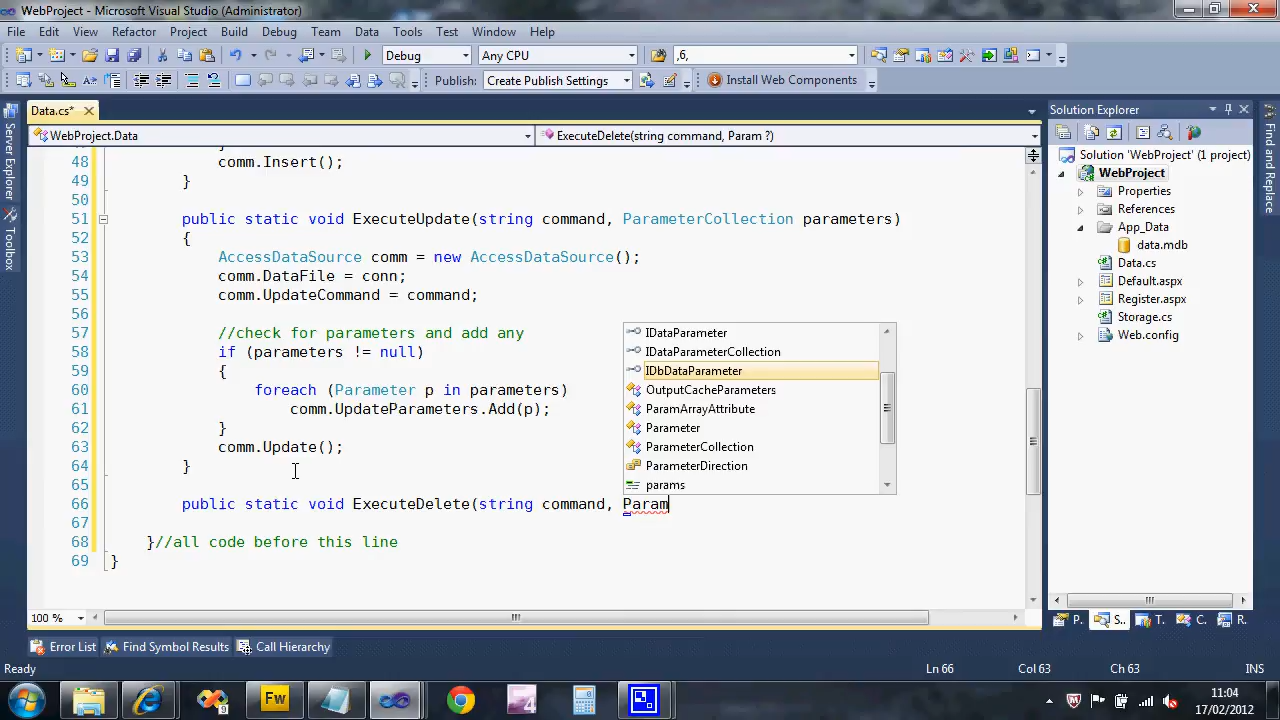 WebProject - Microsoft Visual Studio (Administrator)
File Edit View Refactor Project Build Debug Team Data Tools Test Window Help
Debug Any CPU ,6,
Publish: Create Publish Settings Install Web Components
Data.cs*
WebProject.Data ExecuteDelete(string command, Param ?)
Server Explorer
Toolbox
48 comm.Insert();
49 }
50
51 public static void ExecuteUpdate(string command, ParameterCollection parameters)
52 {
53 AccessDataSource comm = new AccessDataSource();
54 comm.DataFile = conn;
55 comm.UpdateCommand = command;
56
57 //check for parameters and add any
58 if (parameters != null)
59 {
60 foreach (Parameter p in parameters)
61 comm.UpdateParameters.Add(p);
62 }
63 comm.Update();
64 }
65
66 public static void ExecuteDelete(string command, Param
67
68 }//all code before this line
69 }
IDataParameter
IDataParameterCollection
IDbDataParameter
OutputCacheParameters
ParamArrayAttribute
Parameter
ParameterCollection
ParameterDirection
params
100 %
Solution Explorer
Solution 'WebProject' (1 project)
WebProject
Properties
References
App_Data
data.mdb
Data.cs
Default.aspx
Register.aspx
Storage.cs
Web.config
P. S.. T. C. R.
Find and Replace
Error List Find Symbol Results Call Hierarchy
Ready Ln 66 Col 63 Ch 63 INS
Fw
4
11:04
17/02/2012